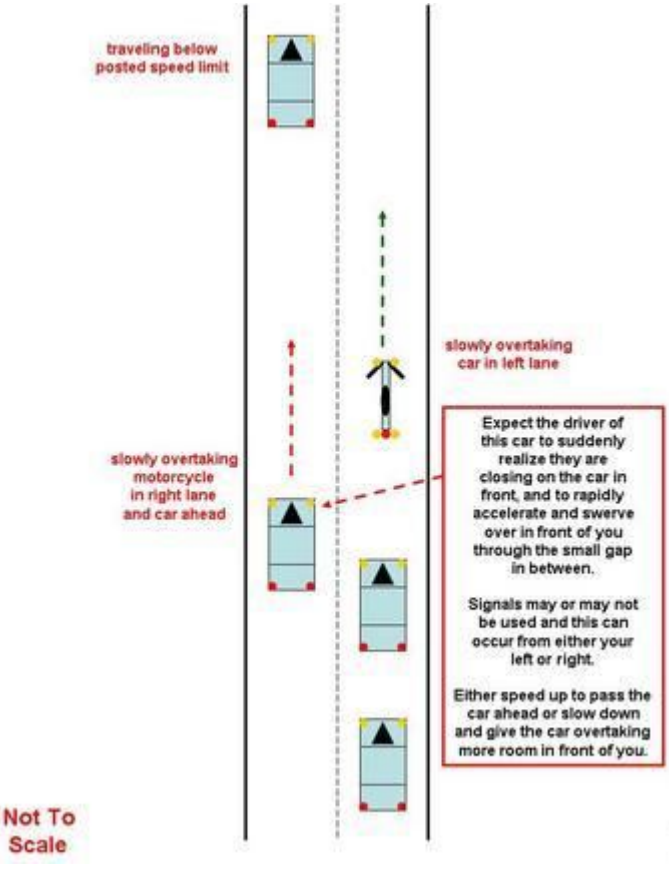 traveling below
posted speed limit
slowly overtaking
car in left lane
slowly overtaking
motorcycle
in right lane
and car ahead
Expect the driver of
this car to suddenly
realize they are
closing on the car in
front, and to rapidly
accelerate and swerve
over in front of you
through the small gap
in between.
Signals may or may not
be used and this can
occur from either your
left or right.
Either speed up to pass the
car ahead or slow down
and give the car overtaking
more room in front of you.
Not To
Scale